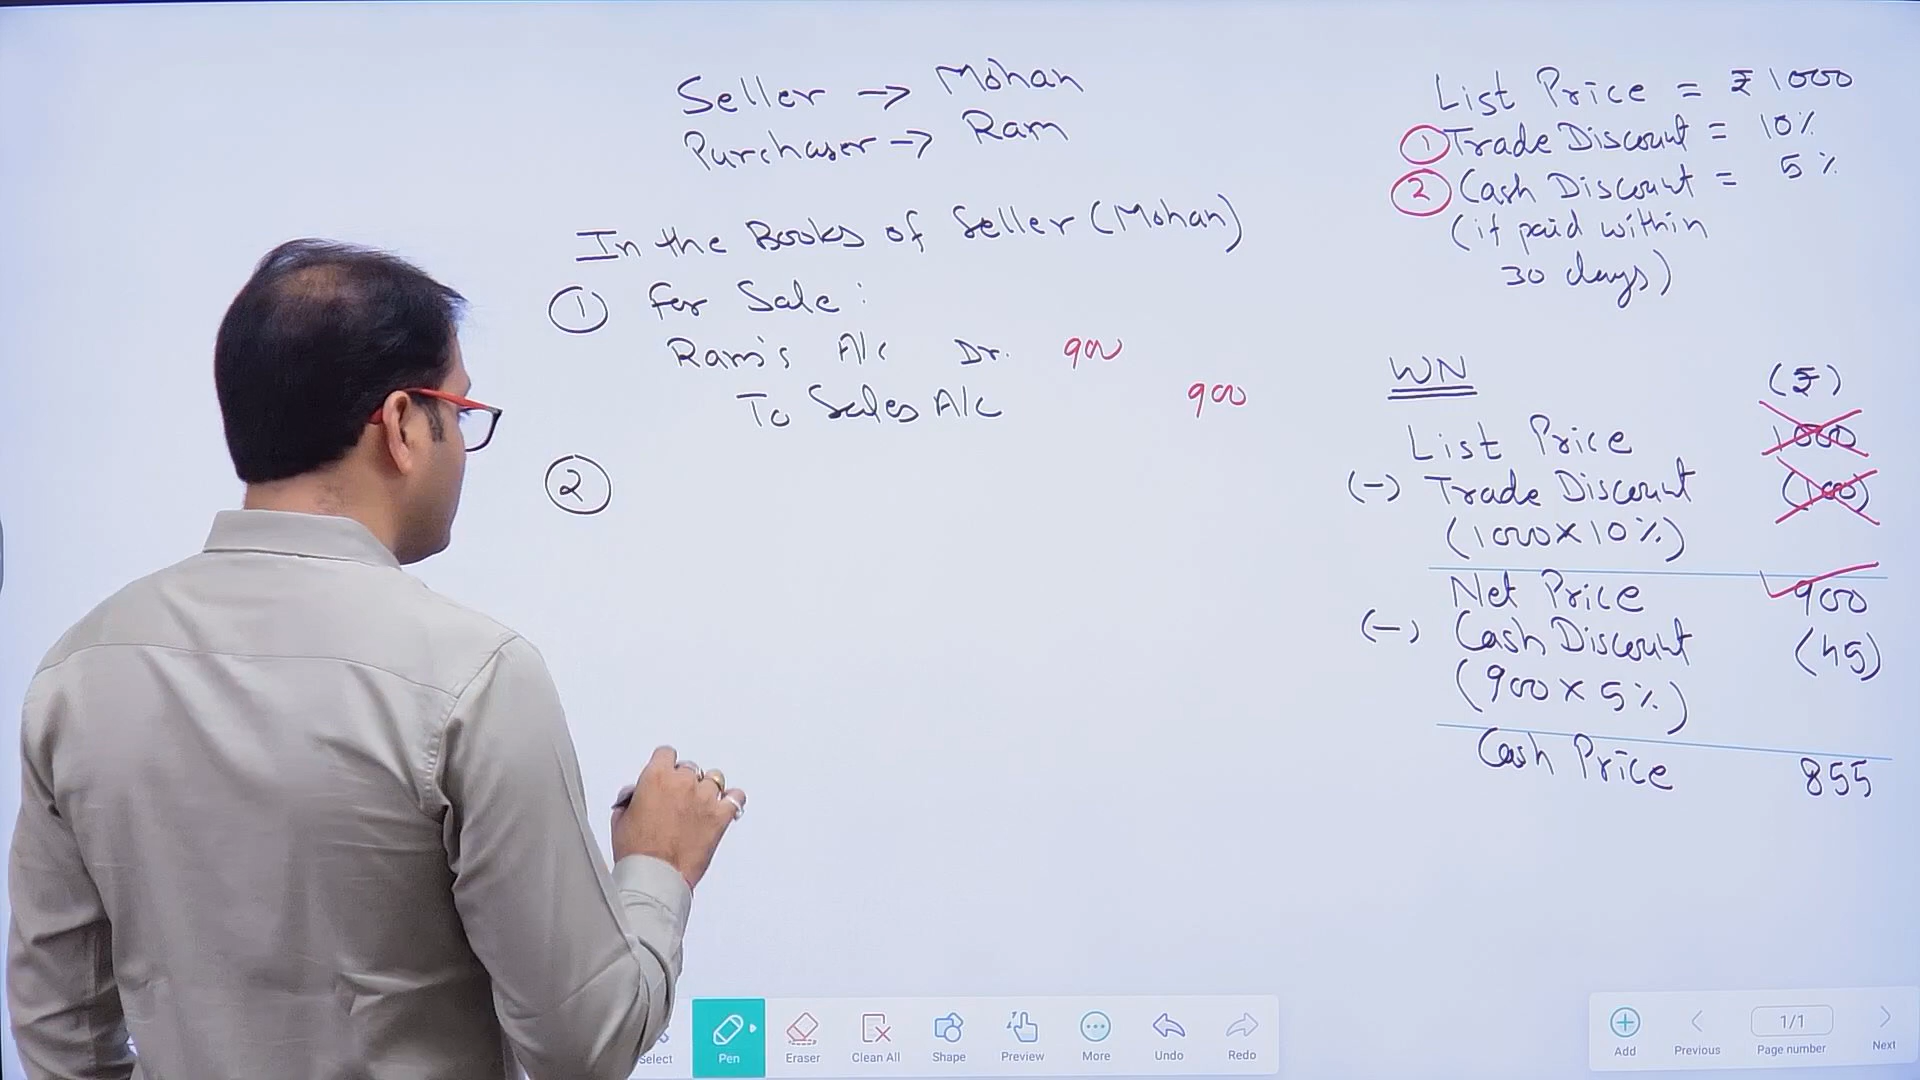 Seller → Mohan
Purchaser → Ram
In the Books of Seller (Mohan)
① For Sale :
Ram's A/c Dr. 900
To Sales A/c 900
②
List Price = ₹ 1000
① Trade Discount = 10%
② Cash Discount = 5%
(if paid within
30 days)
WN (₹)
List Price 1000
(-) Trade Discount (100)
(1000 x 10%)
Net Price 900
(-) Cash Discount (45)
(900 x 5%)
Cash Price 855
Select Pen Eraser Clean All Shape Preview More Undo Redo
1/1
Add Previous Page number Next